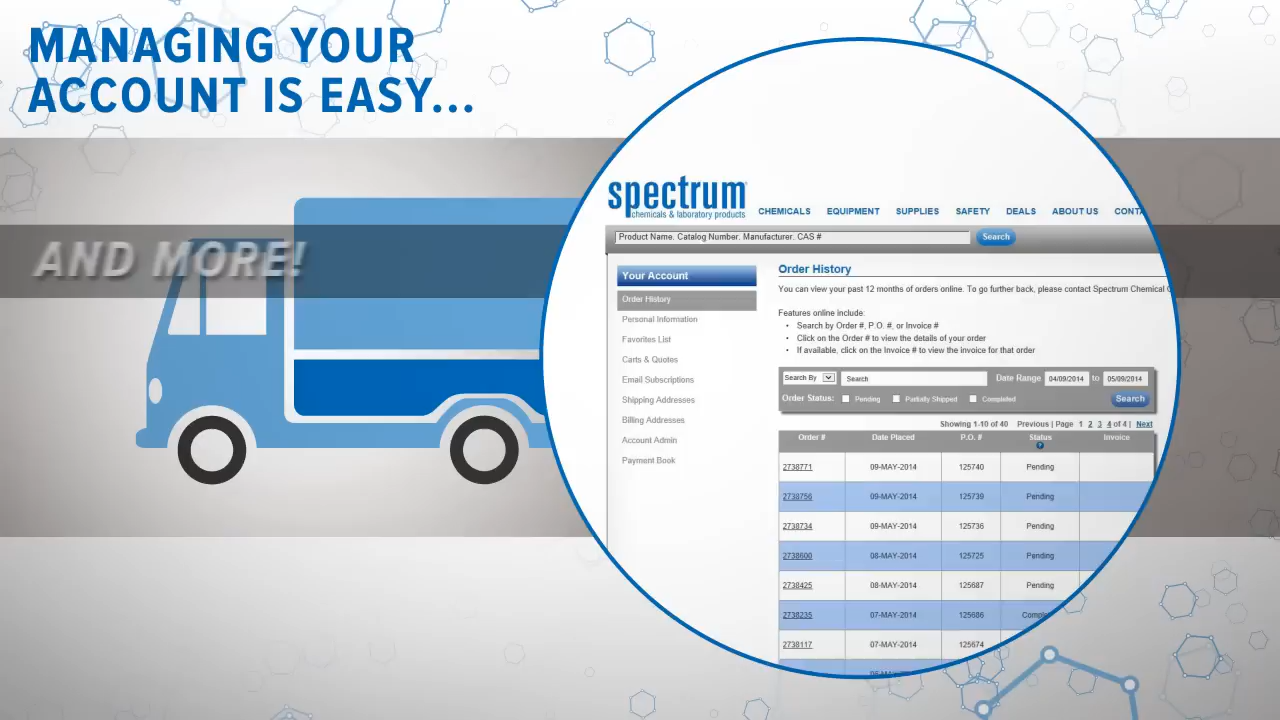 MANAGING YOUR
ACCOUNT IS EASY...
AND MORE!
spectrum
chemicals & laboratory products
CHEMICALS EQUIPMENT SUPPLIES SAFETY DEALS ABOUT US
Product Name, Catalog Number, Manufacturer, CAS # Search
Your Account
Order History
Personal Information
Favorites List
Carts & Quotes
Email Subscriptions
Shipping Addresses
Billing Addresses
Account Admin
Payment Book
Order History
You can view your past 12 months of orders online. To go further back, please contact Spectrum Chemical
Features online include:
• Search by Order #, P.O. #, or Invoice #
• Click on the Order # to view the details of your order
• If available, click on the Invoice # to view the invoice for that order
Search By Search Date Range 04/09/2014 to 05/09/2014
Order Status: Pending Partially Shipped Completed Search
Showing 1-10 of 40 Previous | Page 1 2 3 4 of 4 | Next
Order # Date Placed P.O. # Status Invoice
?
2738771 09-MAY-2014 125740 Pending
2738756 09-MAY-2014 125739 Pending
2738734 09-MAY-2014 125736 Pending
2738600 08-MAY-2014 125725 Pending
2738425 08-MAY-2014 125687 Pending
2738235 07-MAY-2014 125686
2738117 07-MAY-2014 125674